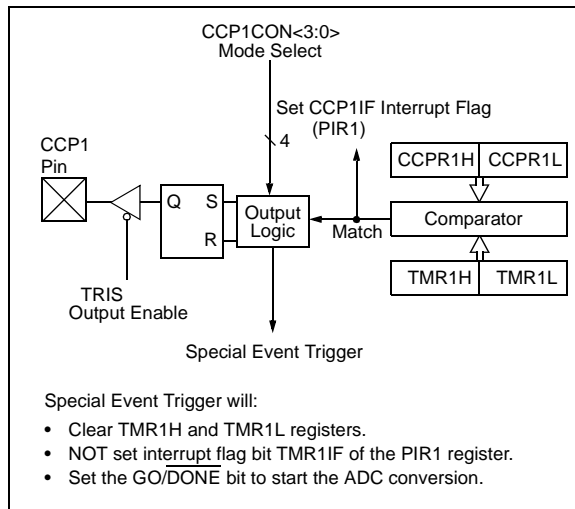 CCP1CON<3:0>
Mode Select
Set CCP1IF Interrupt Flag
(PIR1)
4
CCP1
Pin
CCPR1H CCPR1L
Q S
R
Output
Logic
Match
Comparator
TMR1H TMR1L
TRIS
Output Enable
Special Event Trigger
Special Event Trigger will:
• Clear TMR1H and TMR1L registers.
• NOT set interrupt flag bit TMR1IF of the PIR1 register.
• Set the GO/DONE bit to start the ADC conversion.